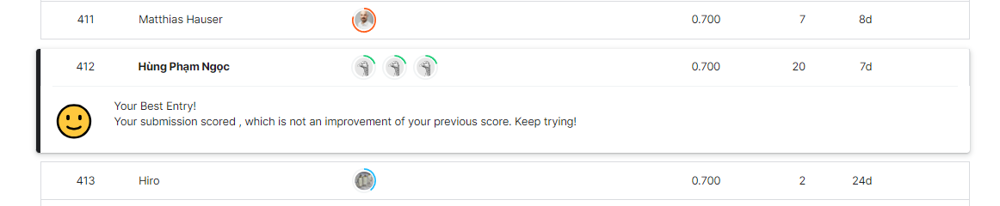 411 Matthias Hauser 0.700 7 8d
412 Hùng Phạm Ngọc 0.700 20 7d
Your Best Entry!
Your submission scored , which is not an improvement of your previous score. Keep trying!
413 Hiro 0.700 2 24d